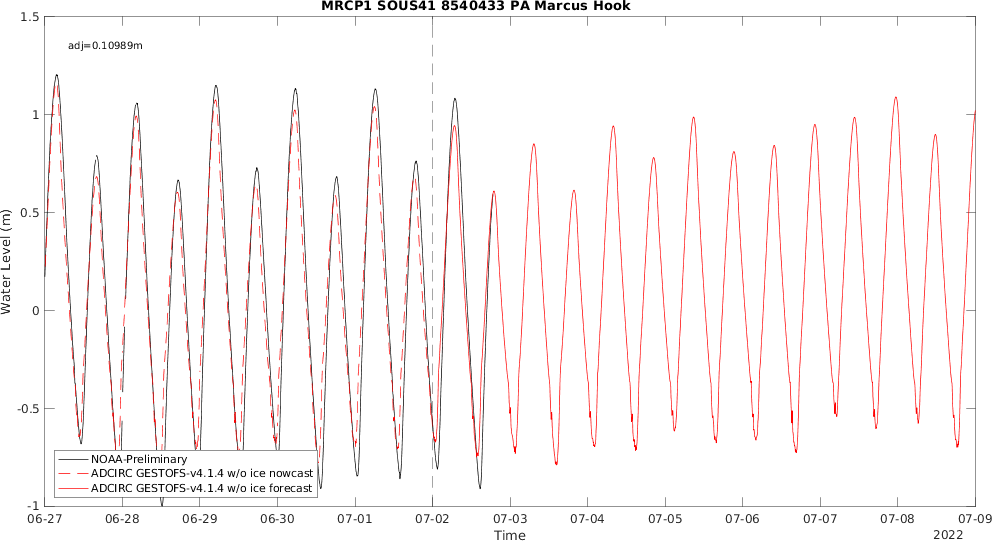 MRCP1 SOUS41 8540433 PA Marcus Hook
adj=0.10989m
1.5
1
0.5
0
-0.5
-1
Water Level (m)
NOAA-Preliminary
ADCIRC GESTOFS-v4.1.4 w/o ice nowcast
ADCIRC GESTOFS-v4.1.4 w/o ice forecast
06-27 06-28 06-29 06-30 07-01 07-02 07-03 07-04 07-05 07-06 07-07 07-08 07-09
Time
2022